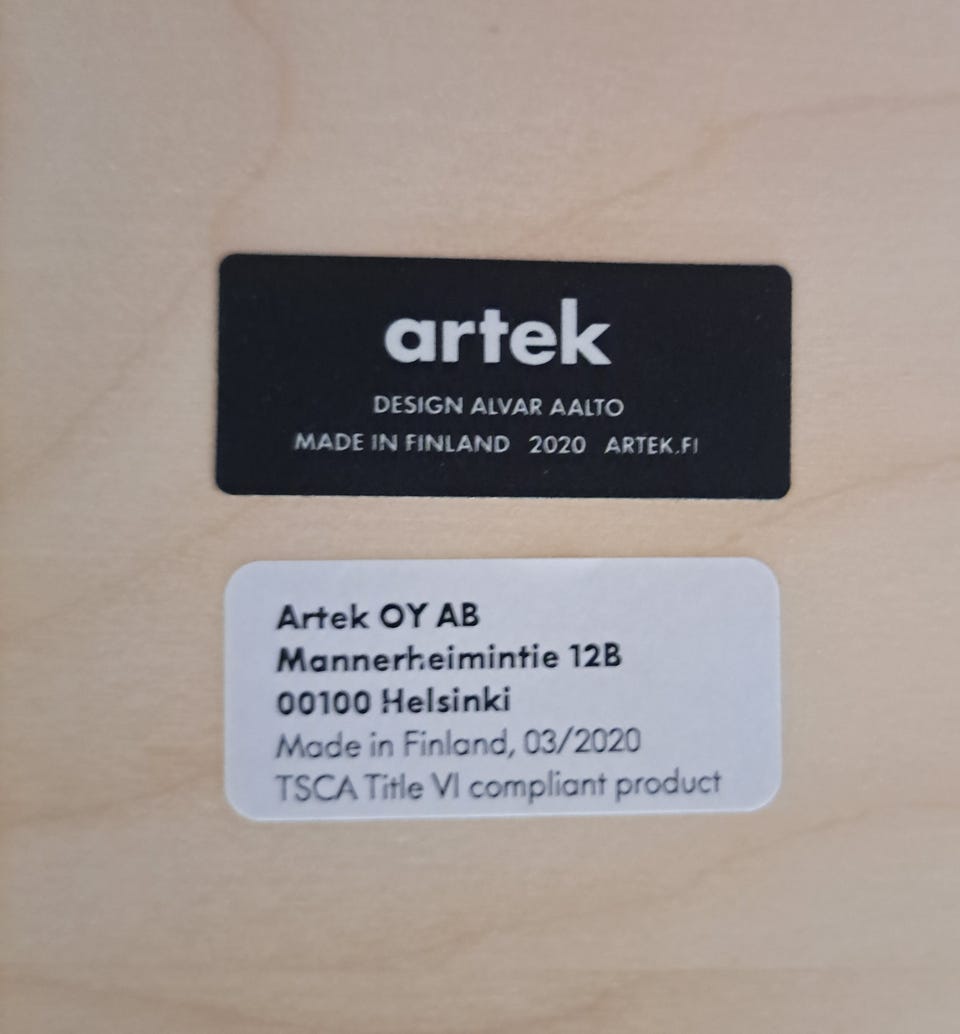 artek
DESIGN ALVAR AALTO
MADE IN FINLAND 2020 ARTEK.FI
Artek OY AB
Mannerheimintie 12B
00100 Helsinki
Made in Finland, 03/2020
TSCA Title VI compliant product